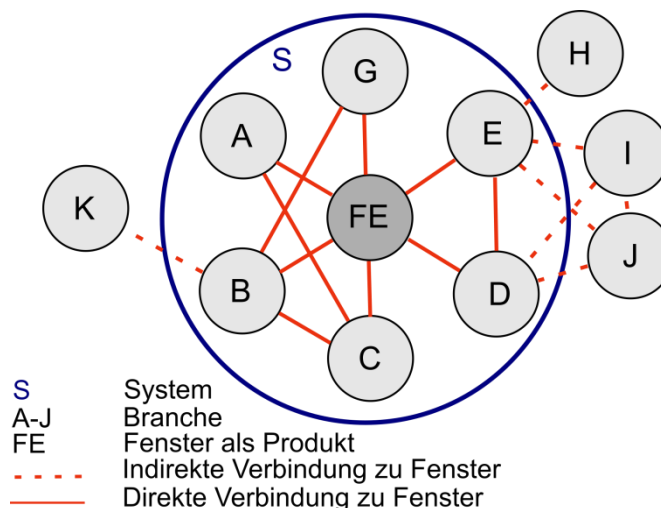 H
S
G
A
E
I
K
FE
J
B
D
C
S System
A-J Branche
FE Fenster als Produkt
Indirekte Verbindung zu Fenster
Direkte Verbindung zu Fenster